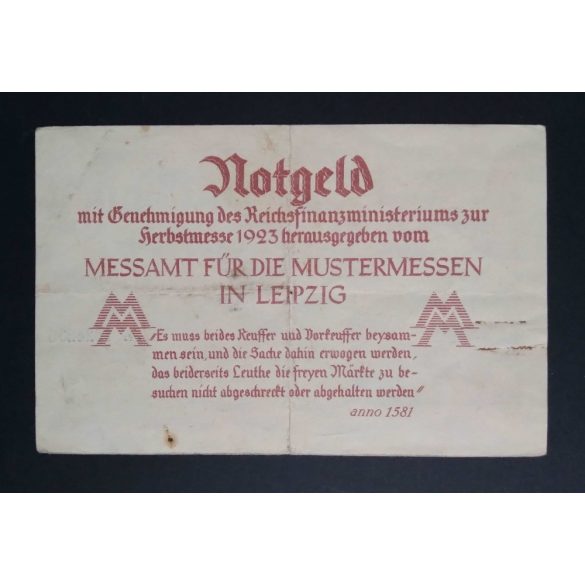 Notgeld
mit Genehmigung des Reichsfinanzministeriums zur
Herbstmesse 1923 herausgegeben vom
MESSAMT FÜR DIE MUSTERMESSEN
IN LEIPZIG
MM MM
„Es muss beides Keuffer und Vorkeuffer beysam-
men sein, und die Sache dahin erwogen werden,
das beiderseits Leuthe die freyen Märkte zu be-
suchen nicht abgeschreckt oder abgehalten werden“
anno 1581